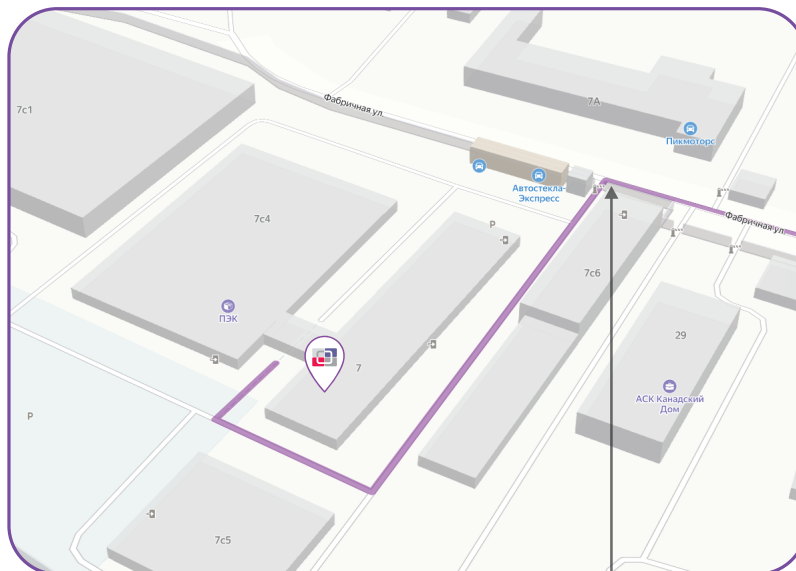 7с1
Фабричная ул.
7А
Пикмоторс
Автостекла-
Экспресс
Фабричная ул.
7с4
P
7с6
ПЭК
7
29
АСК Канадский
Дом
P
7с5